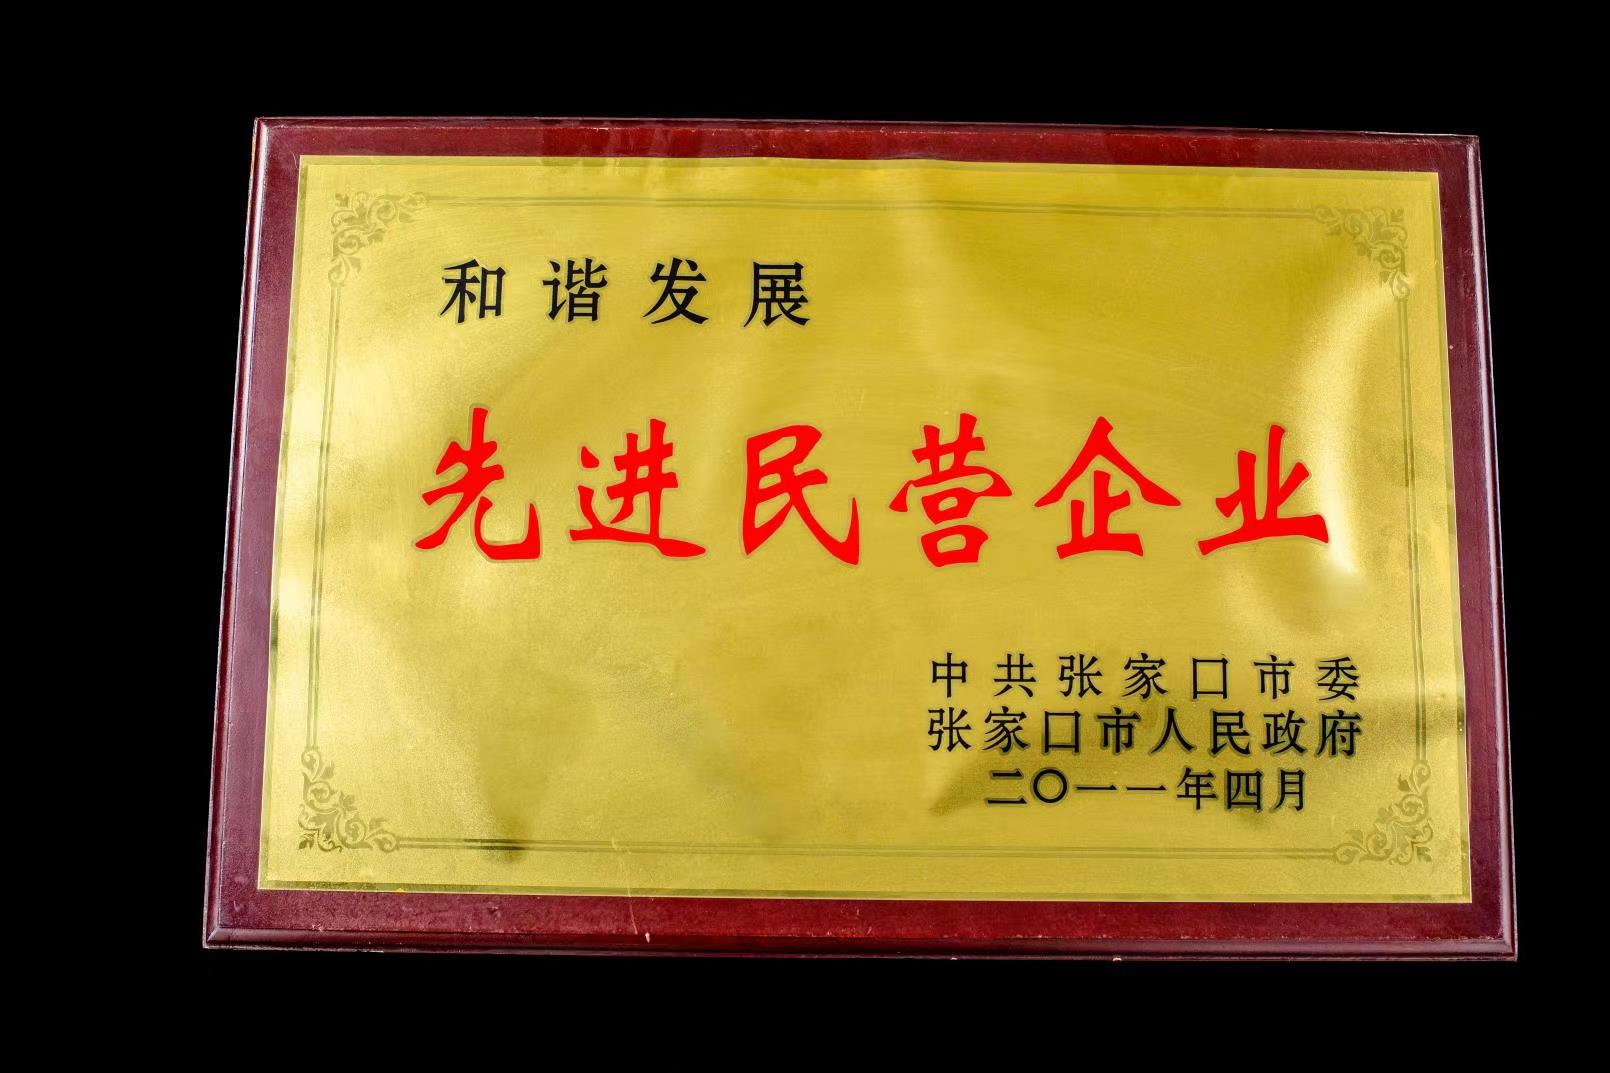 和谐发展
先进民营企业
中共张家口市委
张家口市人民政府
二〇一一年四月